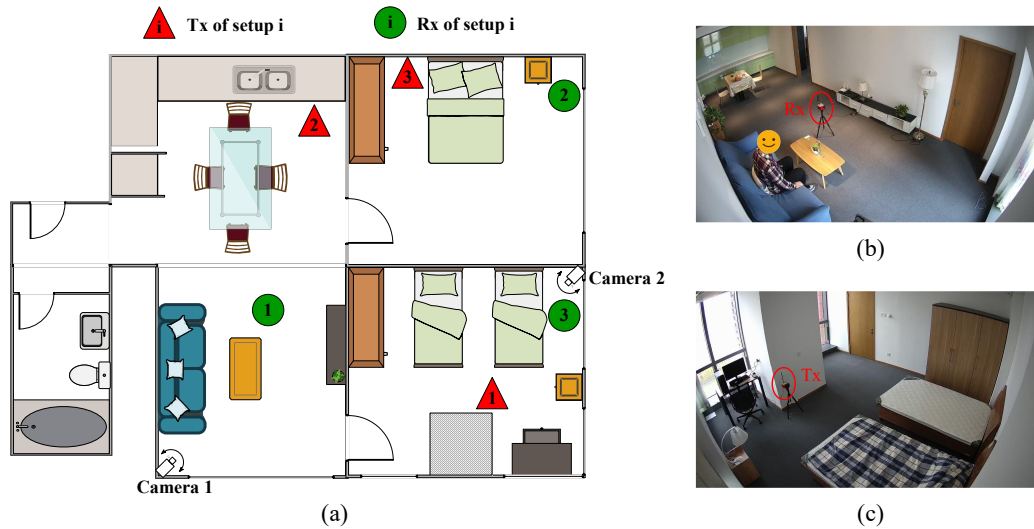 i Tx of setup i
i Rx of setup i
3
2
2
1
3
1
Camera 2
Camera 1
(a)
Rx
(b)
Tx
(c)